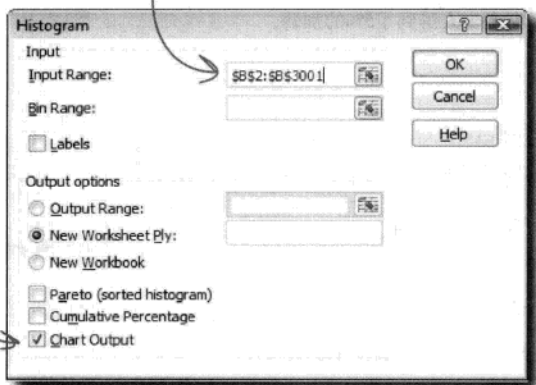 Histogram
Input
Input Range:
$B$2:$B$3001
OK
Bin Range:
Cancel
Labels
Help
Output options
Output Range:
New Worksheet Ply:
New Workbook
Pareto (sorted histogram)
Cumulative Percentage
Chart Output